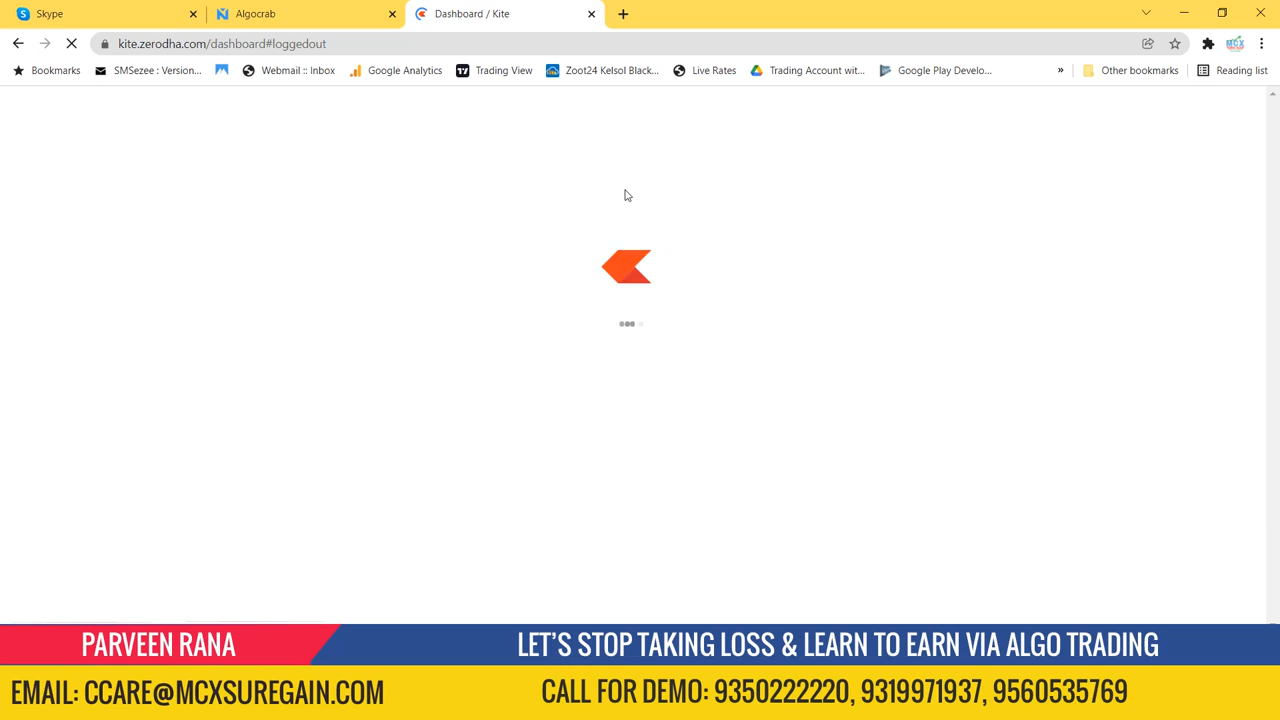 Skype
Algocrab
Dashboard / Kite
kite.zerodha.com/dashboard#loggedout
Bookmarks
SMSezee : Version...
Webmail :: Inbox
Google Analytics
Trading View
Zoot24 Kelsol Black...
Live Rates
Trading Account wit...
Google Play Develo...
»
Other bookmarks
Reading list
PARVEEN RANA
LET'S STOP TAKING LOSS & LEARN TO EARN VIA ALGO TRADING
EMAIL: CCARE@MCXSUREGAIN.COM
CALL FOR DEMO: 9350222220, 9319971937, 9560535769